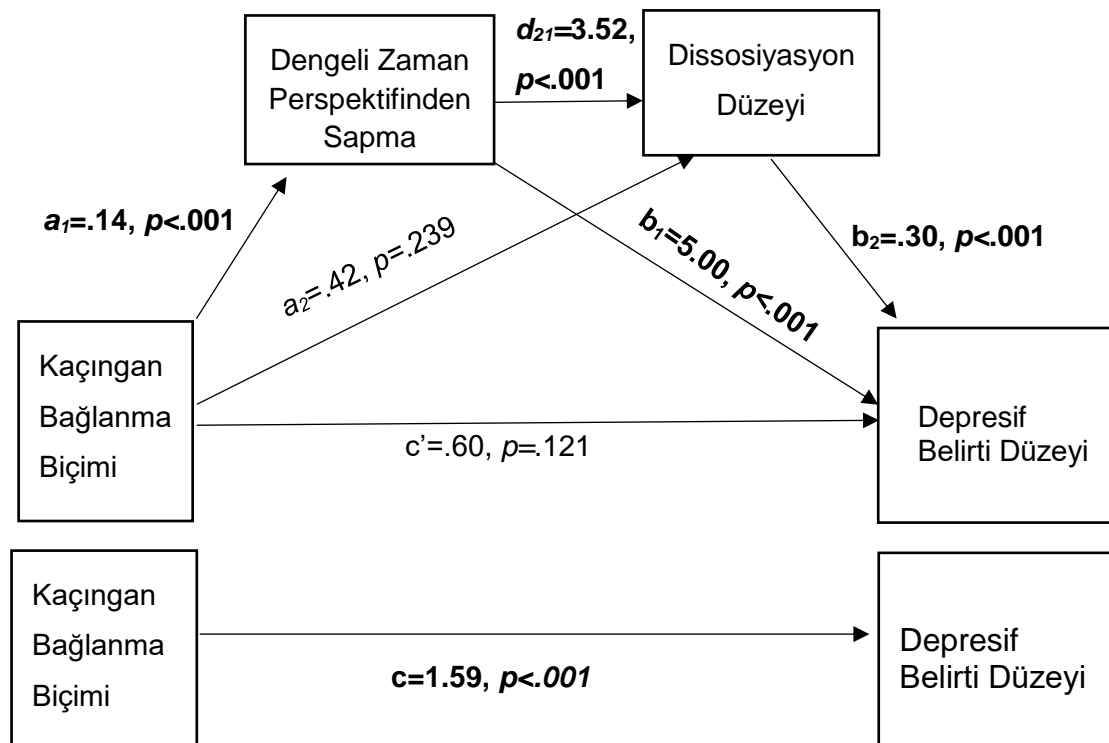 Dengeli Zaman
Perspektifinden
Sapma
d21=3.52,
p<.001
Dissosiyasyon
Düzeyi
a1=.14, p<.001
a2=.42, p=.239
b1=5.00, p<.001
b2=.30, p<.001
Kaçıngan
Bağlanma
Biçimi
c'=.60, p=.121
Depresif
Belirti Düzeyi
Kaçıngan
Bağlanma
Biçimi
c=1.59, p<.001
Depresif
Belirti Düzeyi